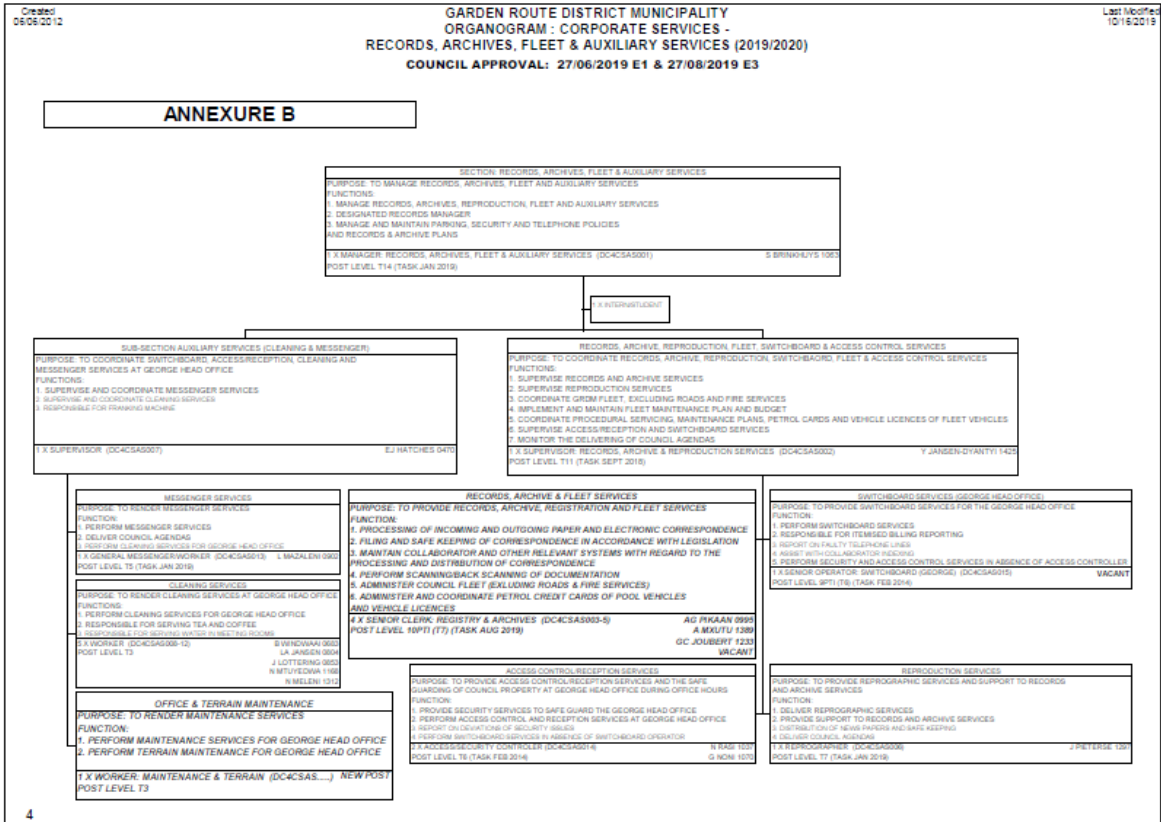 Created
06/06/2012
GARDEN ROUTE DISTRICT MUNICIPALITY
ORGANOGRAM : CORPORATE SERVICES -
RECORDS, ARCHIVES, FLEET & AUXILIARY SERVICES (2019/2020)
COUNCIL APPROVAL: 27/06/2019 E1 & 27/08/2019 E3
Last Modified
10/16/2019
ANNEXURE B
SECTION: RECORDS, ARCHIVES, FLEET & AUXILIARY SERVICES
PURPOSE: TO MANAGE RECORDS, ARCHIVES, FLEET AND AUXILIARY SERVICES
FUNCTIONS:
1. MANAGE RECORDS, ARCHIVES, REPRODUCTION, FLEET AND AUXILIARY SERVICES
2. DESIGNATED RECORDS MANAGER
3. MANAGE AND MAINTAIN PARKING, SECURITY AND TELEPHONE POLICIES
AND RECORDS & ARCHIVE PLANS
1 X MANAGER: RECORDS, ARCHIVES, FLEET & AUXILIARY SERVICES (DC4CSAS001) S BRINKHUYS 1063
POST LEVEL T14 (TASK JAN 2019)
1 X INTERN/STUDENT
SUB-SECTION AUXILIARY SERVICES (CLEANING & MESSENGER)
PURPOSE: TO COORDINATE SWITCHBOARD, ACCESS/RECEPTION, CLEANING AND
MESSENGER SERVICES AT GEORGE HEAD OFFICE
FUNCTIONS:
1. SUPERVISE AND COORDINATE MESSENGER SERVICES
2. SUPERVISE AND COORDINATE CLEANING SERVICES
3. RESPONSIBLE FOR FRANKING MACHINE
1 X SUPERVISOR (DC4CSAS007) EJ HATCHES 0470
RECORDS, ARCHIVE, REPRODUCTION, FLEET, SWITCHBOARD & ACCESS CONTROL SERVICES
PURPOSE: TO COORDINATE RECORDS, ARCHIVE, REPRODUCTION, SWITCHBAORD, FLEET & ACCESS CONTROL SERVICES
FUNCTIONS:
1. SUPERVISE RECORDS AND ARCHIVE SERVICES
2. SUPERVISE REPRODUCTION SERVICES
3. COORDINATE GRDM FLEET, EXCLUDING ROADS AND FIRE SERVICES
4. IMPLEMENT AND MAINTAIN FLEET MAINTENANCE PLAN AND BUDGET
5. COORDINATE PROCEDURAL SERVICING, MAINTENANCE PLANS, PETROL CARDS AND VEHICLE LICENCES OF FLEET VEHICLES
6. SUPERVISE ACCESS/RECEPTION AND SWITCHBOARD SERVICES
7. MONITOR THE DELIVERING OF COUNCIL AGENDAS
1 X SUPERVISOR: RECORDS, ARCHIVE & REPRODUCTION SERVICES (DC4CSAS002) Y JANSEN-DYANTYI 1425
POST LEVEL T11 (TASK SEPT 2018)
MESSENGER SERVICES
PURPOSE: TO RENDER MESSENGER SERVICES
FUNCTION:
1. PERFORM MESSENGER SERVICES
2. DELIVER COUNCIL AGENDAS
3. PERFORM CLEANING SERVICES FOR GEORGE HEAD OFFICE
1 X GENERAL MESSENGER/WORKER (DC4CSAS013) L MAZALENI 0902
POST LEVEL T5 (TASK JAN 2019)
CLEANING SERVICES
PURPOSE: TO RENDER CLEANING SERVICES AT GEORGE HEAD OFFICE
FUNCTIONS:
1. PERFORM CLEANING SERVICES FOR GEORGE HEAD OFFICE
2. RESPONSIBLE FOR SERVING TEA AND COFFEE
3. RESPONSIBLE FOR SERVING WATER IN MEETING ROOMS
5 X WORKER (DC4CSAS008-12) B WINDWAAI 0663
POST LEVEL T3 LA JANSEN 0804
J LOTTERING 0853
N MTUYEDWA 1168
N MELENI 1312
OFFICE & TERRAIN MAINTENANCE
PURPOSE: TO RENDER MAINTENANCE SERVICES
FUNCTION:
1. PERFORM MAINTENANCE SERVICES FOR GEORGE HEAD OFFICE
2. PERFORM TERRAIN MAINTENANCE FOR GEORGE HEAD OFFICE
1 X WORKER: MAINTENANCE & TERRAIN (DC4CSAS.....) NEW POST
POST LEVEL T3
RECORDS, ARCHIVE & FLEET SERVICES
PURPOSE: TO PROVIDE RECORDS, ARCHIVE, REGISTRATION AND FLEET SERVICES
FUNCTION:
1. PROCESSING OF INCOMING AND OUTGOING PAPER AND ELECTRONIC CORRESPONDENCE
2. FILING AND SAFE KEEPING OF CORRESPONDENCE IN ACCORDANCE WITH LEGISLATION
3. MAINTAIN COLLABORATOR AND OTHER RELEVANT SYSTEMS WITH REGARD TO THE
PROCESSING AND DISTRIBUTION OF CORRESPONDENCE
4. PERFORM SCANNING/BACK SCANNING OF DOCUMENTATION
5. ADMINISTER COUNCIL FLEET (EXLUDING ROADS & FIRE SERVICES)
6. ADMINISTER AND COORDINATE PETROL CREDIT CARDS OF POOL VEHICLES
AND VEHICLE LICENCES
4 X SENIOR CLERK: REGISTRY & ARCHIVES (DC4CSAS003-5) AG PIKAAN 0995
POST LEVEL 10PTI (T7) (TASK AUG 2019) A MXUTU 1389
GC JOUBERT 1233
VACANT
SWITCHBOARD SERVICES (GEORGE HEAD OFFICE)
PURPOSE: TO PROVIDE SWITCHBOARD SERVICES FOR THE GEORGE HEAD OFFICE
FUNCTION:
1. PERFORM SWITCHBOARD SERVICES
2. RESPONSIBLE FOR ITEMISED BILLING REPORTING
3. REPORT ON FAULTY TELEPHONE LINES
4. ASSIST WITH COLLABORATOR INDEXING
5. PERFORM SECURITY AND ACCESS CONTROL SERVICES IN ABSENCE OF ACCESS CONTROLLER
1 X SENIOR OPERATOR: SWITCHBOARD (GEORGE) (DC4CSAS015) VACANT
POST LEVEL 9PTI (T6) (TASK FEB 2014)
ACCESS CONTROL/RECEPTION SERVICES
PURPOSE: TO PROVIDE ACCESS CONTROL/RECEPTION SERVICES AND THE SAFE
GUARDING OF COUNCIL PROPERTY AT GEORGE HEAD OFFICE DURING OFFICE HOURS
FUNCTION:
1. PROVIDE SECURITY SERVICES TO SAFE GUARD THE GEORGE HEAD OFFICE
2. PERFORM ACCESS CONTROL AND RECEPTION SERVICES AT GEORGE HEAD OFFICE
3. REPORT ON DEVIATIONS OF SECURITY ISSUES
4. PERFORM SWITCHBOARD SERVICES IN ABSENCE OF SWITCHBOARD OPERATOR
2 X ACCESS/SECURITY CONTROLER (DC4CSAS014) N RASI 1037
POST LEVEL T6 (TASK FEB 2014) G NONI 1070
REPRODUCTION SERVICES
PURPOSE: TO PROVIDE REPROGRAPHIC SERVICES AND SUPPORT TO RECORDS
AND ARCHIVE SERVICES
FUNCTION:
1. DELIVER REPROGRAPHIC SERVICES
2. PROVIDE SUPPORT TO RECORDS AND ARCHIVE SERVICES
3. DISTRIBUTION OF NEWS PAPERS AND SAFE KEEPING
4. DELIVER COUNCIL AGENDAS
1 X REPROGRAPHER (DC4CSAS006) J PIETERSE 1297
POST LEVEL T7 (TASK JAN 2019)
4